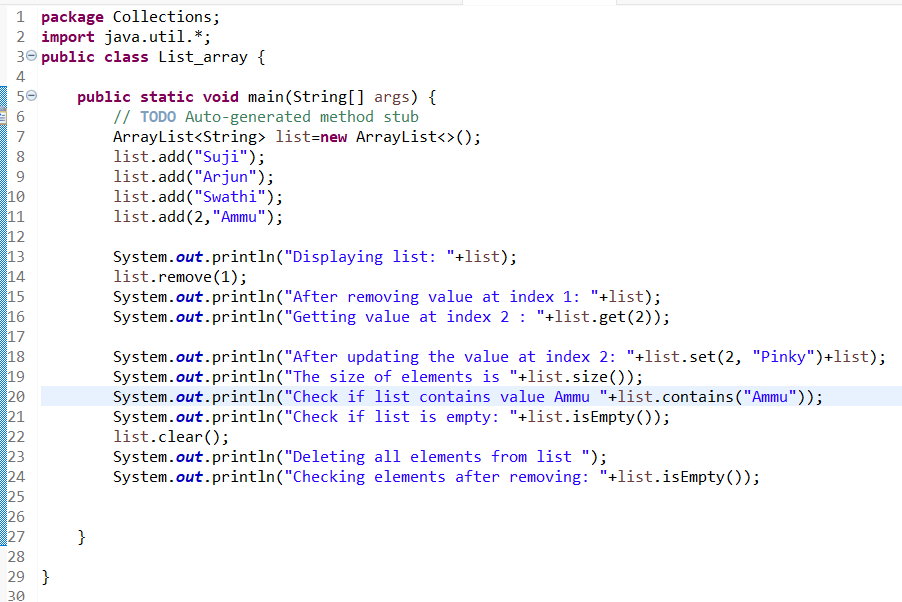 1 package Collections;
2 import java.util.*;
3 public class List_array {
4
5 public static void main(String[] args) {
6 // TODO Auto-generated method stub
7 ArrayList<String> list=new ArrayList<>();
8 list.add("Suji");
9 list.add("Arjun");
10 list.add("Swathi");
11 list.add(2,"Ammu");
12
13 System.out.println("Displaying list: "+list);
14 list.remove(1);
15 System.out.println("After removing value at index 1: "+list);
16 System.out.println("Getting value at index 2 : "+list.get(2));
17
18 System.out.println("After updating the value at index 2: "+list.set(2, "Pinky")+list);
19 System.out.println("The size of elements is "+list.size());
20 System.out.println("Check if list contains value Ammu "+list.contains("Ammu"));
21 System.out.println("Check if list is empty: "+list.isEmpty());
22 list.clear();
23 System.out.println("Deleting all elements from list ");
24 System.out.println("Checking elements after removing: "+list.isEmpty());
25
26
27 }
28
29 }
30